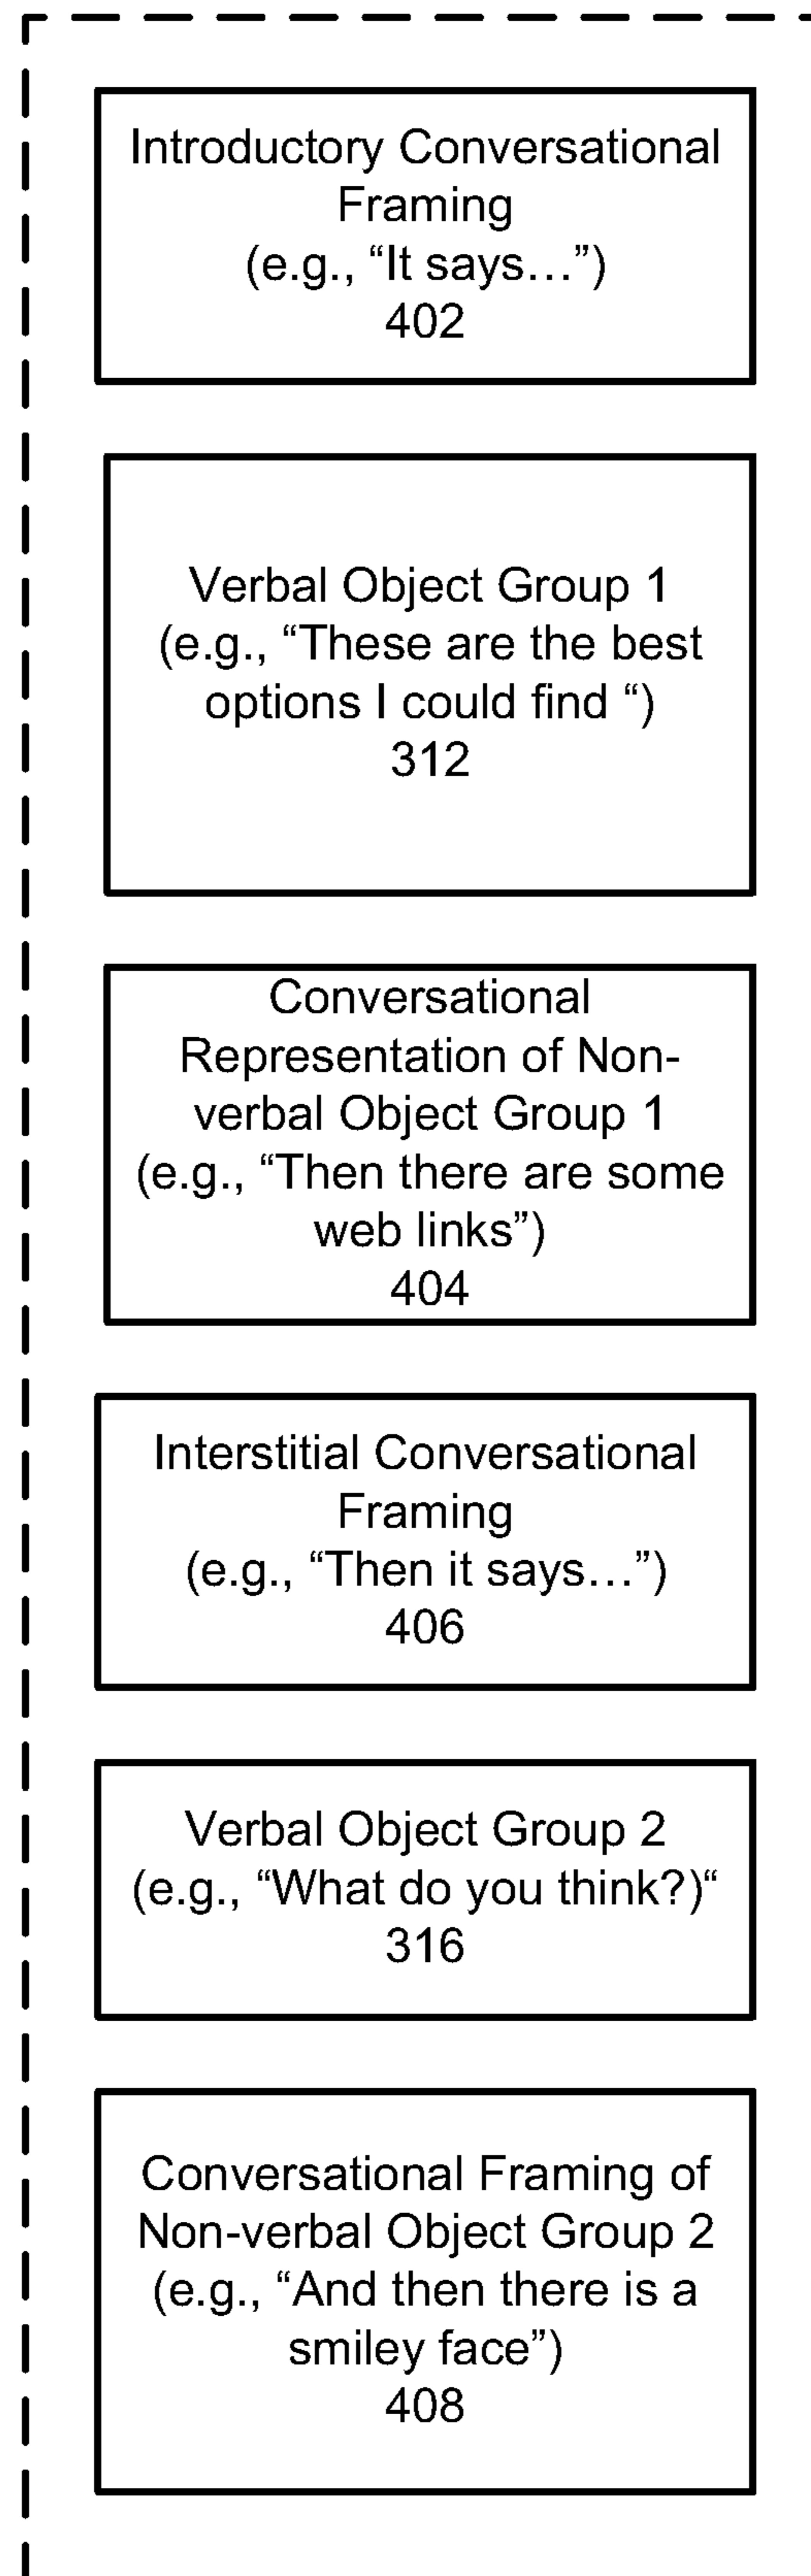 Introductory Conversational
Framing
(e.g., “It says…”)
402
Verbal Object Group 1
(e.g., “These are the best
options I could find “)
312
Conversational
Representation of Non-
verbal Object Group 1
(e.g., “Then there are some
web links”)
404
Interstitial Conversational
Framing
(e.g., “Then it says…”)
406
Verbal Object Group 2
(e.g., “What do you think?)“
316
Conversational Framing of
Non-verbal Object Group 2
(e.g., “And then there is a
smiley face”)
408